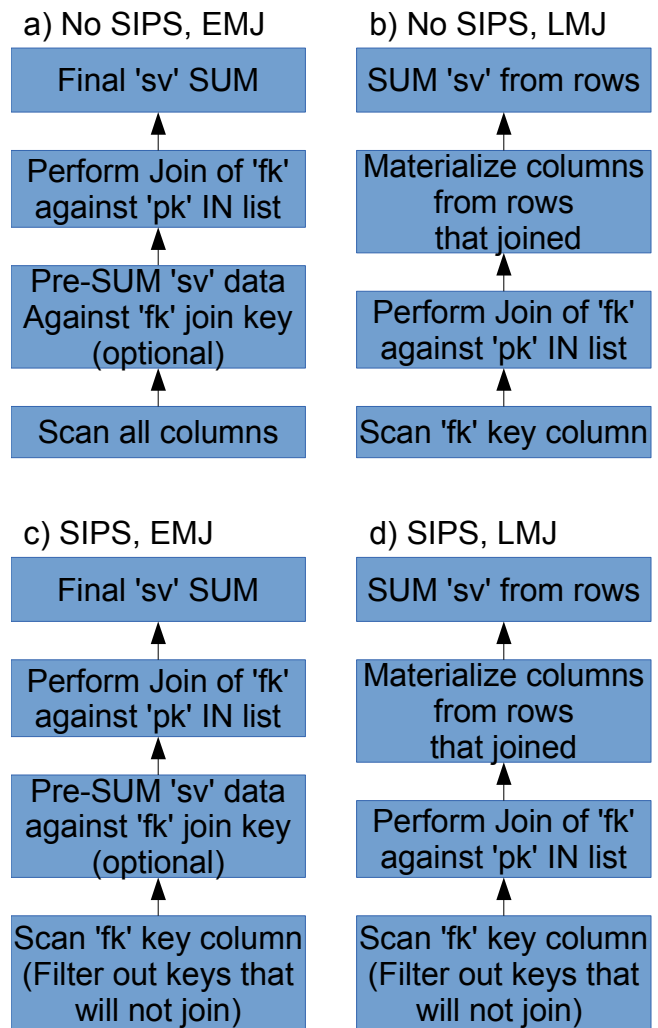 a) No SIPS, EMJ
Final 'sv' SUM
Perform Join of 'fk'
against 'pk' IN list
Pre-SUM 'sv' data
Against 'fk' join key
(optional)
Scan all columns
b) No SIPS, LMJ
SUM 'sv' from rows
Materialize columns
from rows
that joined
Perform Join of 'fk'
against 'pk' IN list
Scan 'fk' key column
c) SIPS, EMJ
Final 'sv' SUM
Perform Join of 'fk'
against 'pk' IN list
Pre-SUM 'sv' data
against 'fk' join key
(optional)
Scan 'fk' key column
(Filter out keys that
will not join)
d) SIPS, LMJ
SUM 'sv' from rows
Materialize columns
from rows
that joined
Perform Join of 'fk'
against 'pk' IN list
Scan 'fk' key column
(Filter out keys that
will not join)